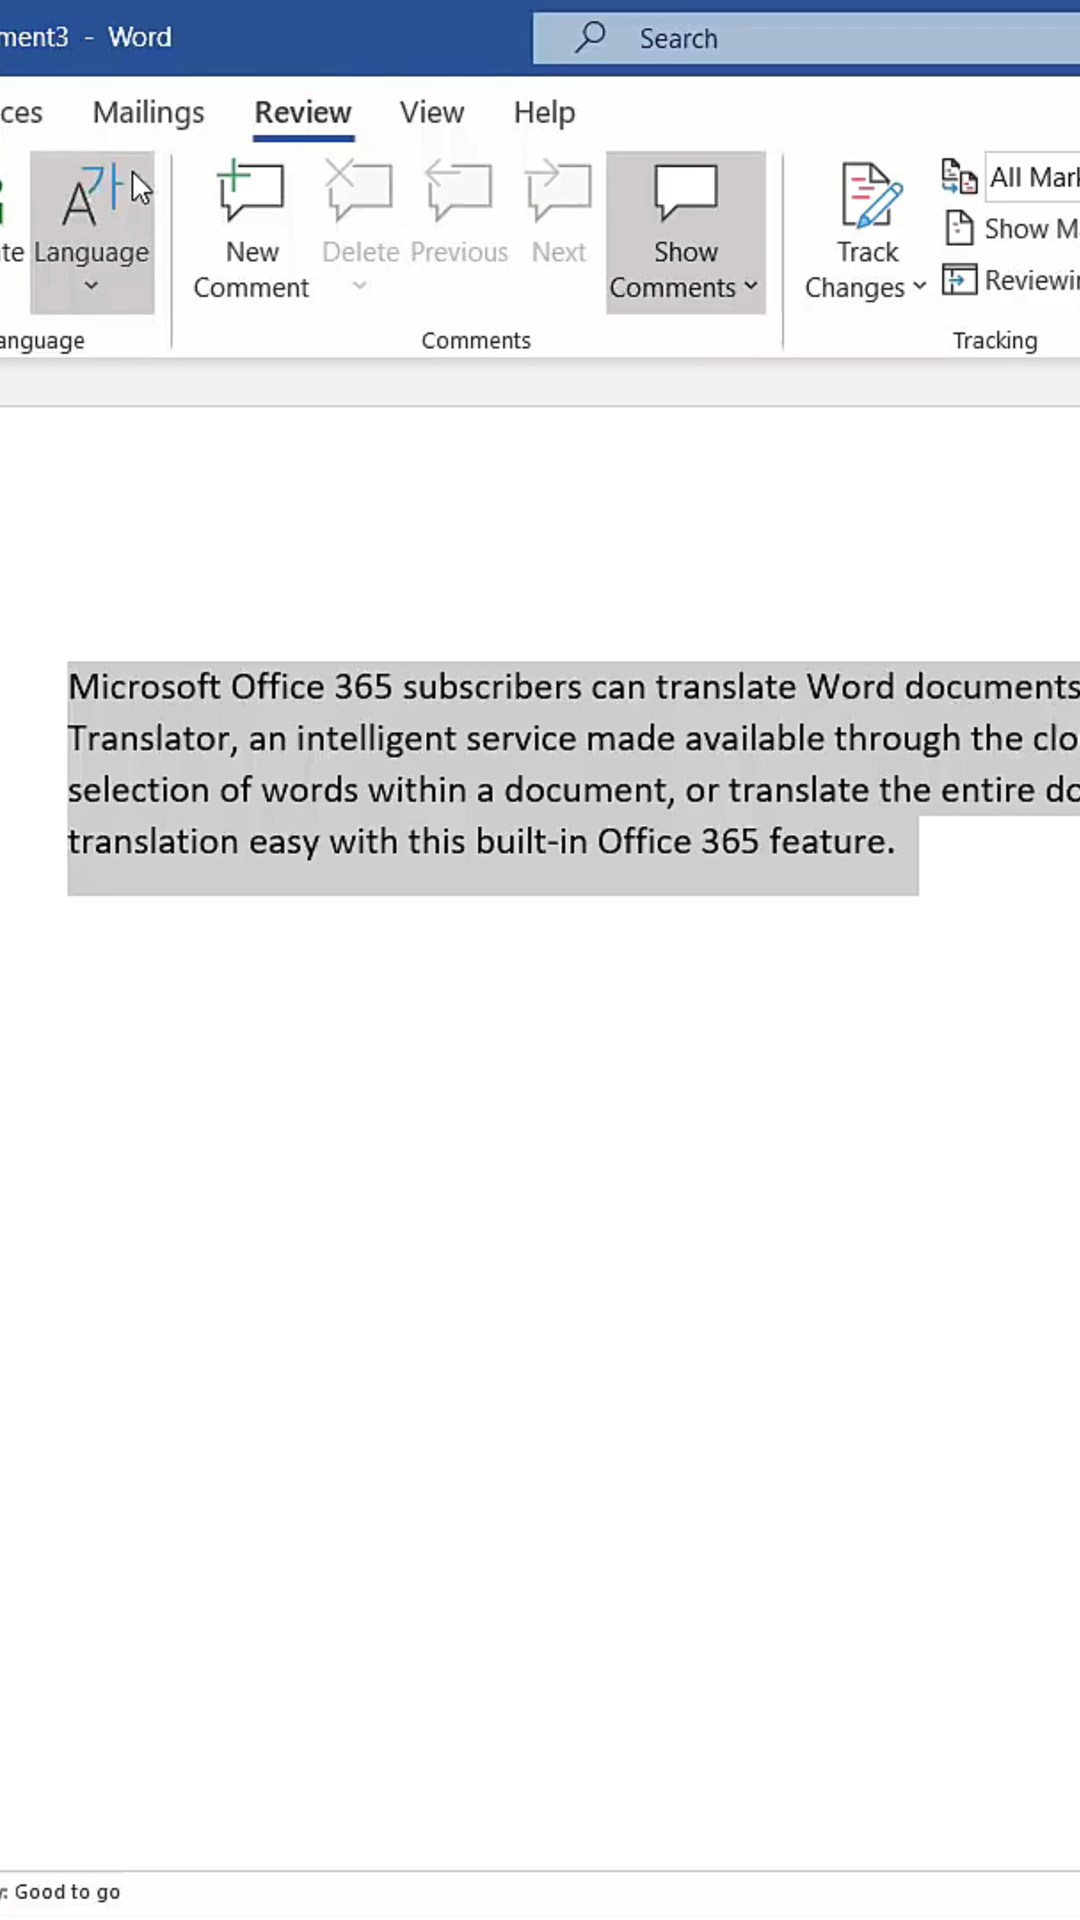 ment3 - Word
Search
ces Mailings Review View Help
te Language
New Comment
Delete Previous Next
Show Comments
Track Changes
All Mark
Show M
Reviewin
anguage
Comments
Tracking
Microsoft Office 365 subscribers can translate Word documents
Translator, an intelligent service made available through the clo
selection of words within a document, or translate the entire do
translation easy with this built-in Office 365 feature.
y: Good to go